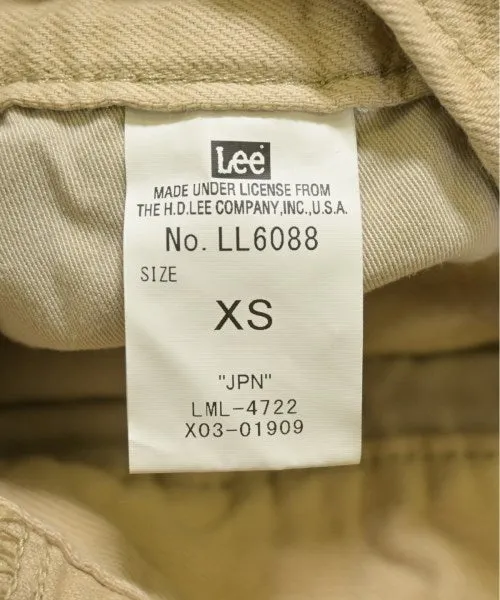 Lee
MADE UNDER LICENSE FROM
THE H.D.LEE COMPANY,INC.,U.S.A.
No. LL6088
SIZE
XS
"JPN"
LML-4722
X03-01909